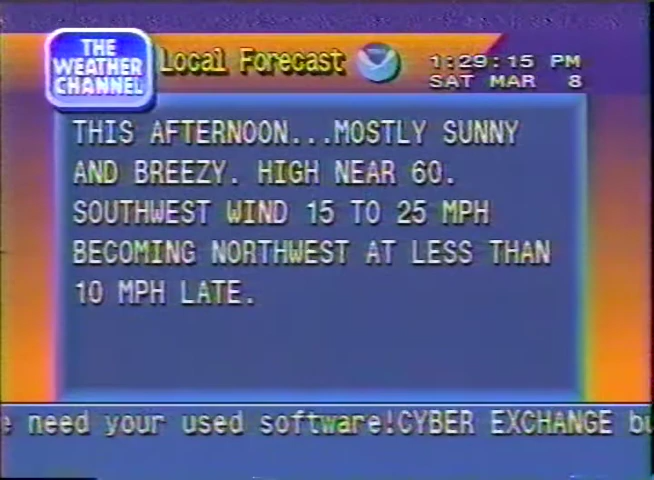 THE
WEATHER
CHANNEL
Local Forecast
1:29:15 PM
SAT MAR 8
THIS AFTERNOON...MOSTLY SUNNY
AND BREEZY. HIGH NEAR 60.
SOUTHWEST WIND 15 TO 25 MPH
BECOMING NORTHWEST AT LESS THAN
10 MPH LATE.
need your used software!CYBER EXCHANGE